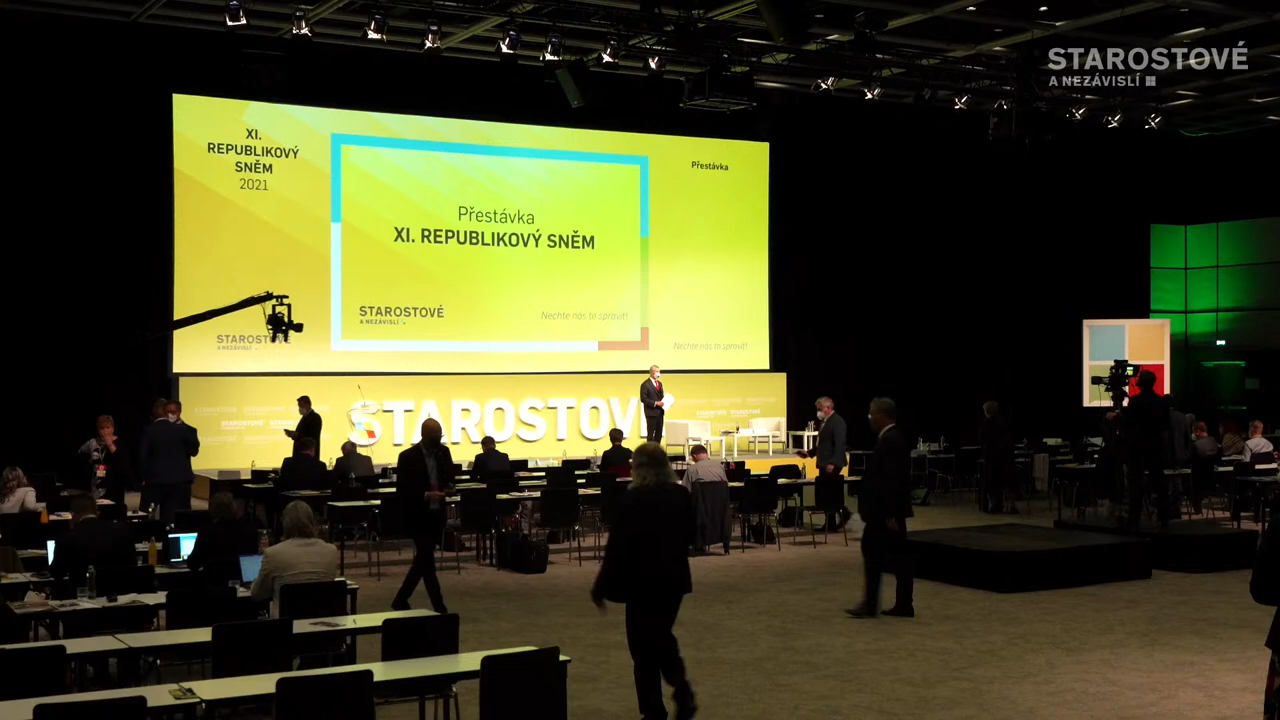 STAROSTOVÉ
A NEZÁVISLÍ
XI.
REPUBLIKOVÝ
SNĚM
2021
Přestávka
Přestávka
XI. REPUBLIKOVÝ SNĚM
STAROSTOVÉ
A NEZÁVISLÍ
Nechte nás to spravit!
STAROSTOVÉ
A NEZÁVISLÍ
Nechte nás to spravit!
STAROSTOV